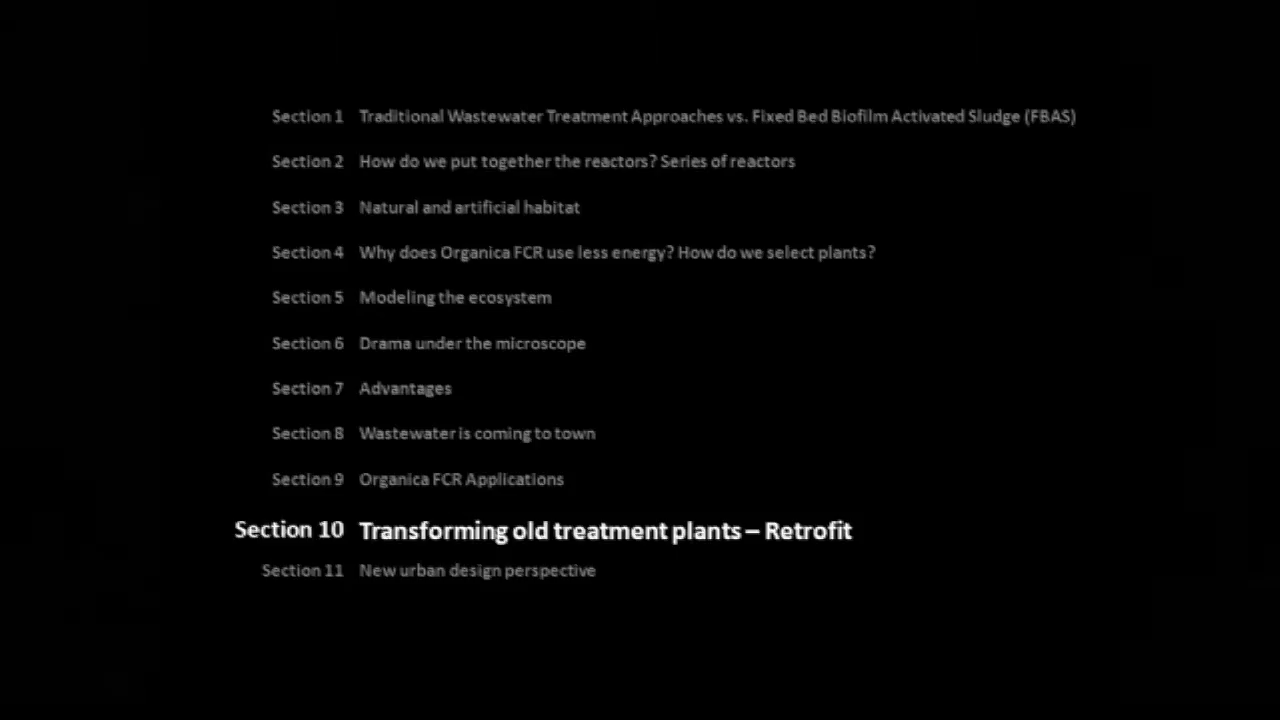 Section 1 Traditional Wastewater Treatment Approaches vs. Fixed Bed Biofilm Activated Sludge (FBAS)
Section 2 How do we put together the reactors? Series of reactors
Section 3 Natural and artificial habitat
Section 4 Why does Organica FCR use less energy? How do we select plants?
Section 5 Modeling the ecosystem
Section 6 Drama under the microscope
Section 7 Advantages
Section 8 Wastewater is coming to town
Section 9 Organica FCR Applications
Section 10 Transforming old treatment plants – Retrofit
Section 11 New urban design perspective